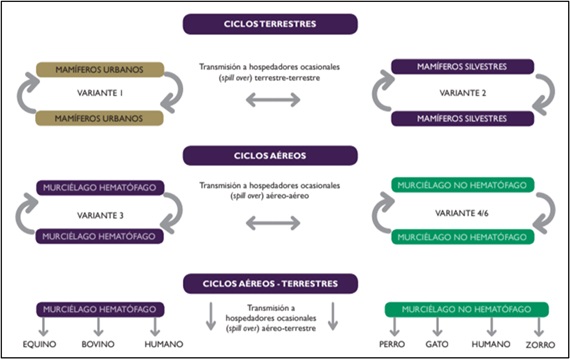 CICLOS TERRESTRES
MAMÍFEROS URBANOS
VARIANTE 1
MAMÍFEROS URBANOS
Transmisión a hospedadores ocasionales
(spill over) terrestre-terrestre
MAMÍFEROS SILVESTRES
VARIANTE 2
MAMÍFEROS SILVESTRES
CICLOS AÉREOS
MURCIÉLAGO HEMATÓFAGO
VARIANTE 3
MURCIÉLAGO HEMATÓFAGO
Transmisión a hospedadores ocasionales
(spill over) aéreo-aéreo
MURCIÉLAGO NO HEMATÓFAGO
VARIANTE 4/6
MURCIÉLAGO NO HEMATÓFAGO
CICLOS AÉREOS - TERRESTRES
MURCIÉLAGO HEMATÓFAGO
EQUINO BOVINO HUMANO
Transmisión a
hospedadores ocasionales
(spill over) aéreo-terrestre
MURCIÉLAGO NO HEMATÓFAGO
PERRO GATO HUMANO ZORRO